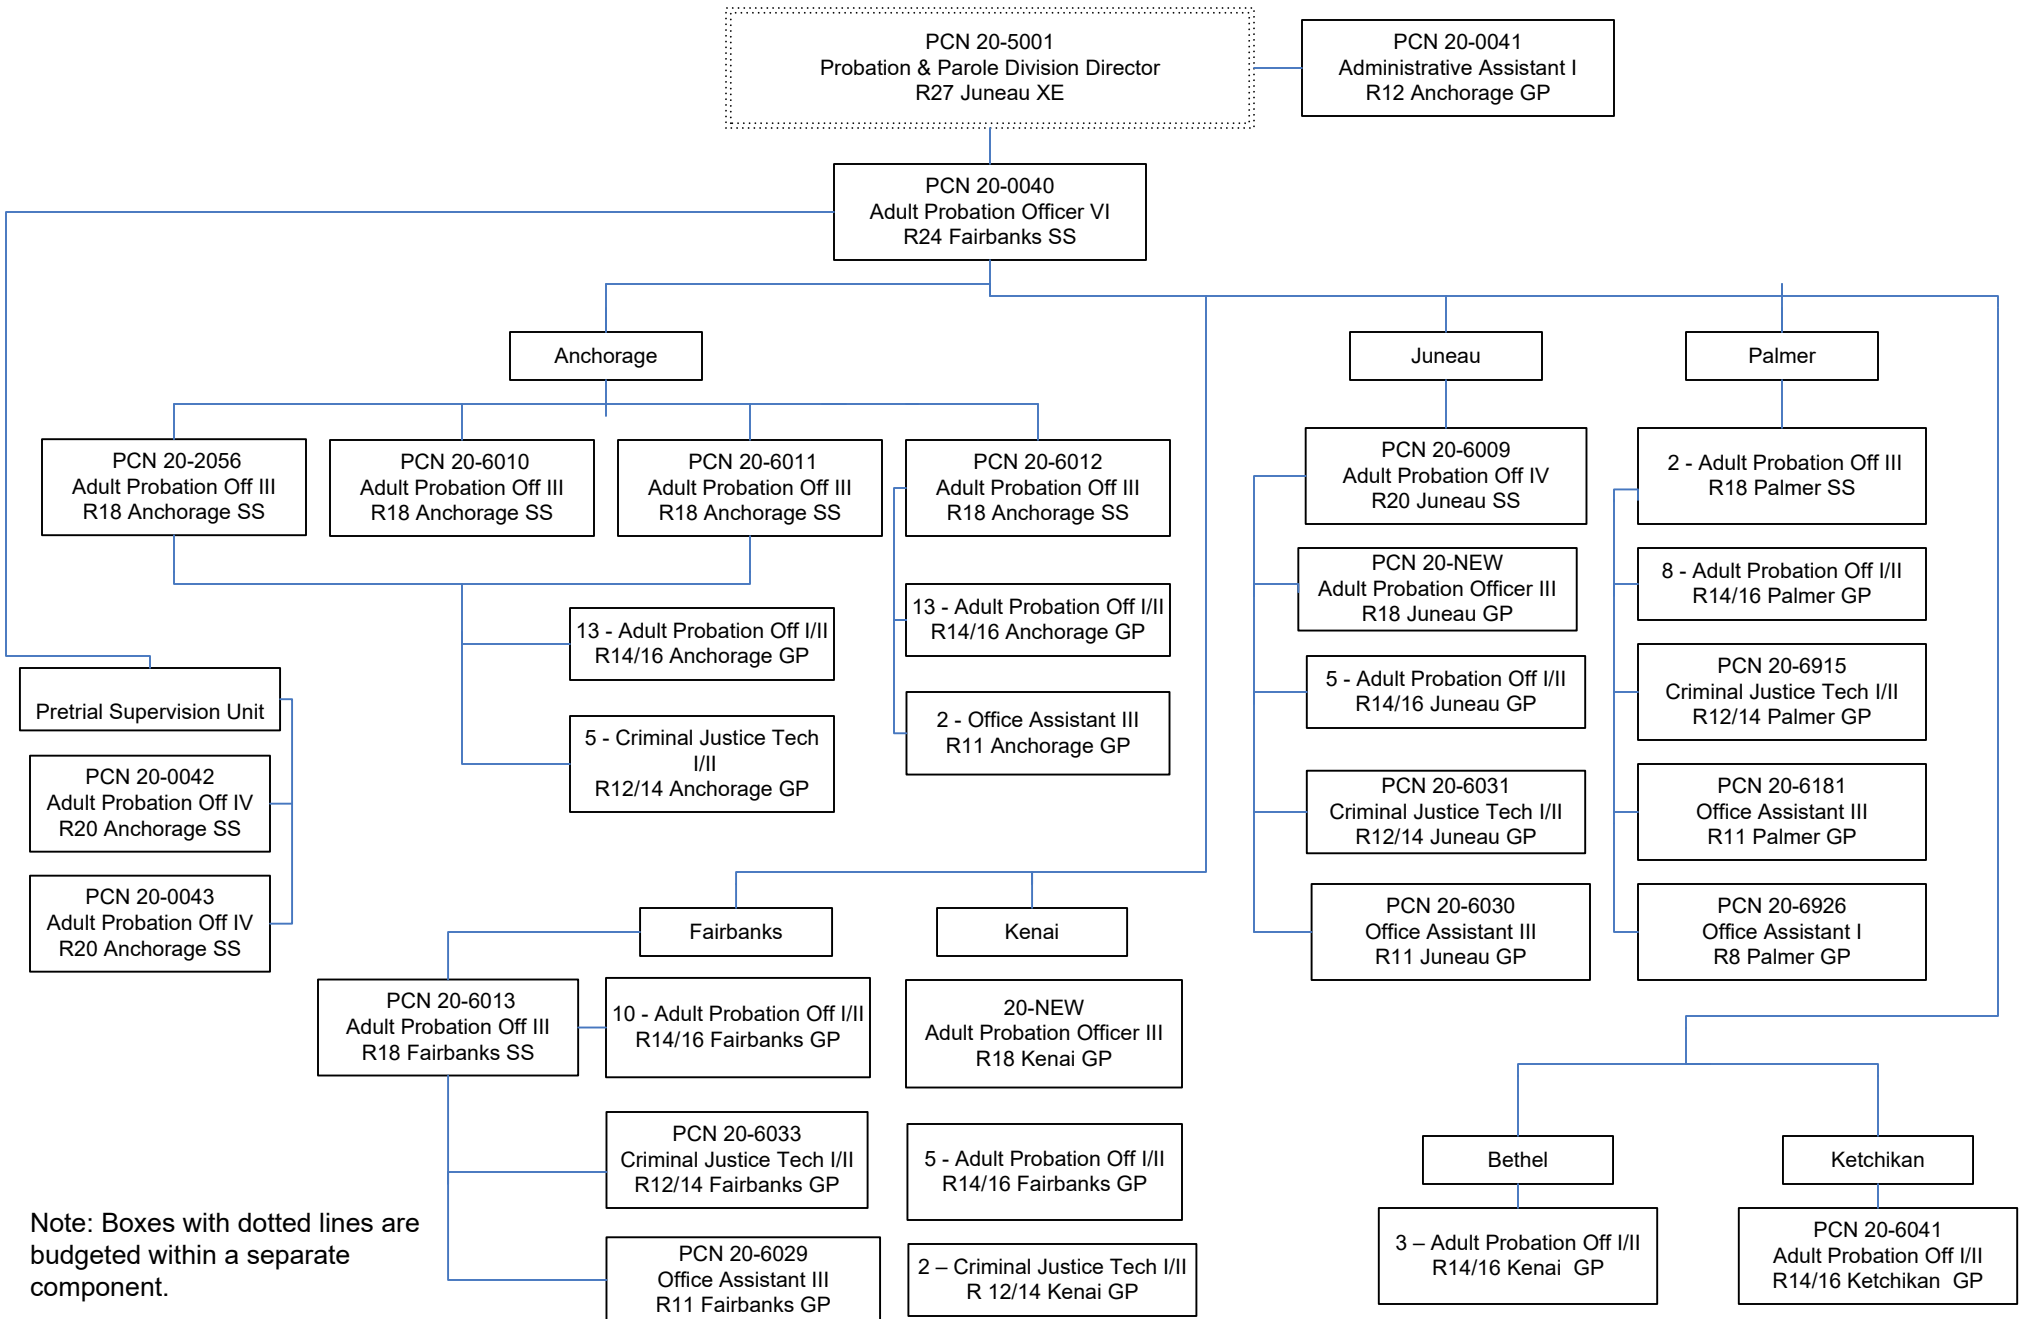 PCN 20-5001
Probation & Parole Division Director
R27 Juneau XE
PCN 20-0041
Administrative Assistant I
R12 Anchorage GP
PCN 20-0040
Adult Probation Officer VI
R24 Fairbanks SS
Anchorage
Juneau
Palmer
PCN 20-2056
Adult Probation Off III
R18 Anchorage SS
PCN 20-6010
Adult Probation Off III
R18 Anchorage SS
PCN 20-6011
Adult Probation Off III
R18 Anchorage SS
PCN 20-6012
Adult Probation Off III
R18 Anchorage SS
13 - Adult Probation Off I/II
R14/16 Anchorage GP
5 - Criminal Justice Tech
I/II
R12/14 Anchorage GP
13 - Adult Probation Off I/II
R14/16 Anchorage GP
2 - Office Assistant III
R11 Anchorage GP
PCN 20-6009
Adult Probation Off IV
R20 Juneau SS
PCN 20-NEW
Adult Probation Officer III
R18 Juneau GP
5 - Adult Probation Off I/II
R14/16 Juneau GP
PCN 20-6031
Criminal Justice Tech I/II
R12/14 Juneau GP
PCN 20-6030
Office Assistant III
R11 Juneau GP
2 - Adult Probation Off III
R18 Palmer SS
8 - Adult Probation Off I/II
R14/16 Palmer GP
PCN 20-6915
Criminal Justice Tech I/II
R12/14 Palmer GP
PCN 20-6181
Office Assistant III
R11 Palmer GP
PCN 20-6926
Office Assistant I
R8 Palmer GP
Pretrial Supervision Unit
PCN 20-0042
Adult Probation Off IV
R20 Anchorage SS
PCN 20-0043
Adult Probation Off IV
R20 Anchorage SS
Fairbanks
Kenai
PCN 20-6013
Adult Probation Off III
R18 Fairbanks SS
10 - Adult Probation Off I/II
R14/16 Fairbanks GP
PCN 20-6033
Criminal Justice Tech I/II
R12/14 Fairbanks GP
PCN 20-6029
Office Assistant III
R11 Fairbanks GP
20-NEW
Adult Probation Officer III
R18 Kenai GP
5 - Adult Probation Off I/II
R14/16 Fairbanks GP
2 – Criminal Justice Tech I/II
R 12/14 Kenai GP
Bethel
Ketchikan
3 – Adult Probation Off I/II
R14/16 Kenai  GP
PCN 20-6041
Adult Probation Off I/II
R14/16 Ketchikan  GP
Note: Boxes with dotted lines are
budgeted within a separate
component.